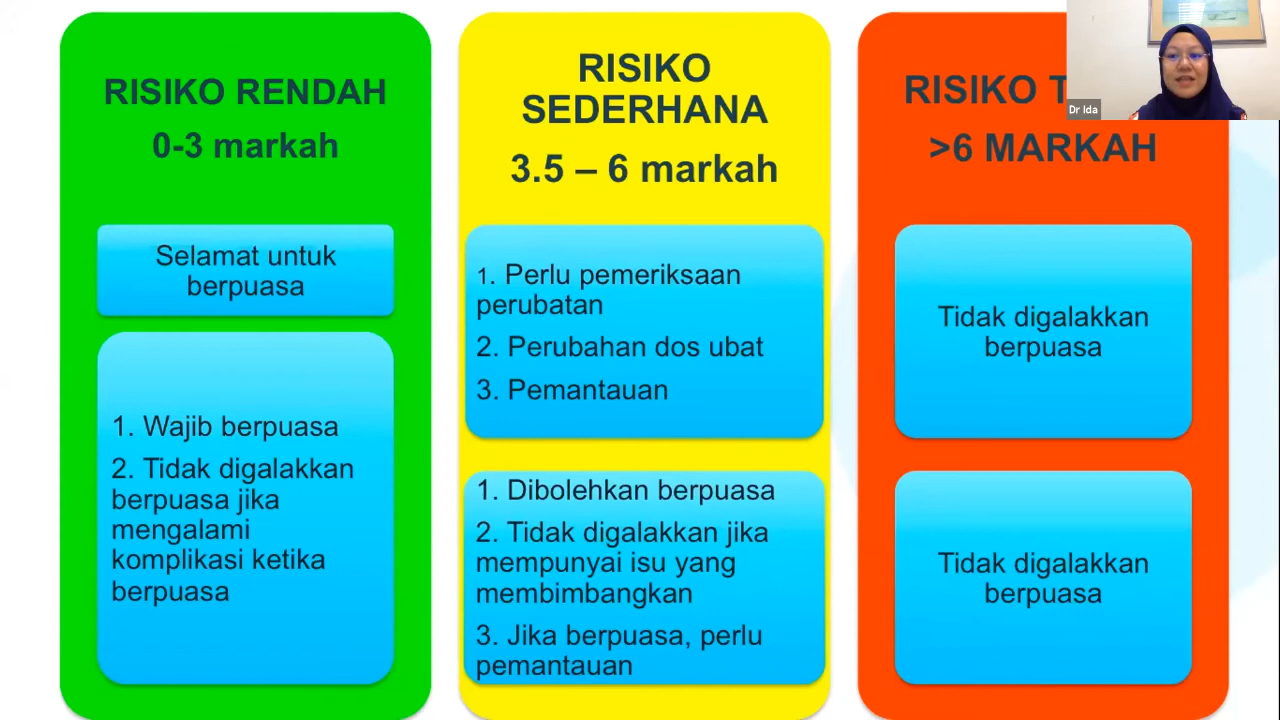 RISIKO RENDAH
0-3 markah
Selamat untuk
berpuasa
1. Wajib berpuasa
2. Tidak digalakkan
berpuasa jika
mengalami
komplikasi ketika
berpuasa
RISIKO
SEDERHANA
3.5 – 6 markah
1. Perlu pemeriksaan
perubatan
2. Perubahan dos ubat
3. Pemantauan
1. Dibolehkan berpuasa
2. Tidak digalakkan jika
mempunyai isu yang
membimbangkan
3. Jika berpuasa, perlu
pemantauan
RISIKO T
>6 MARKAH
Tidak digalakkan
berpuasa
Tidak digalakkan
berpuasa
Dr Ida